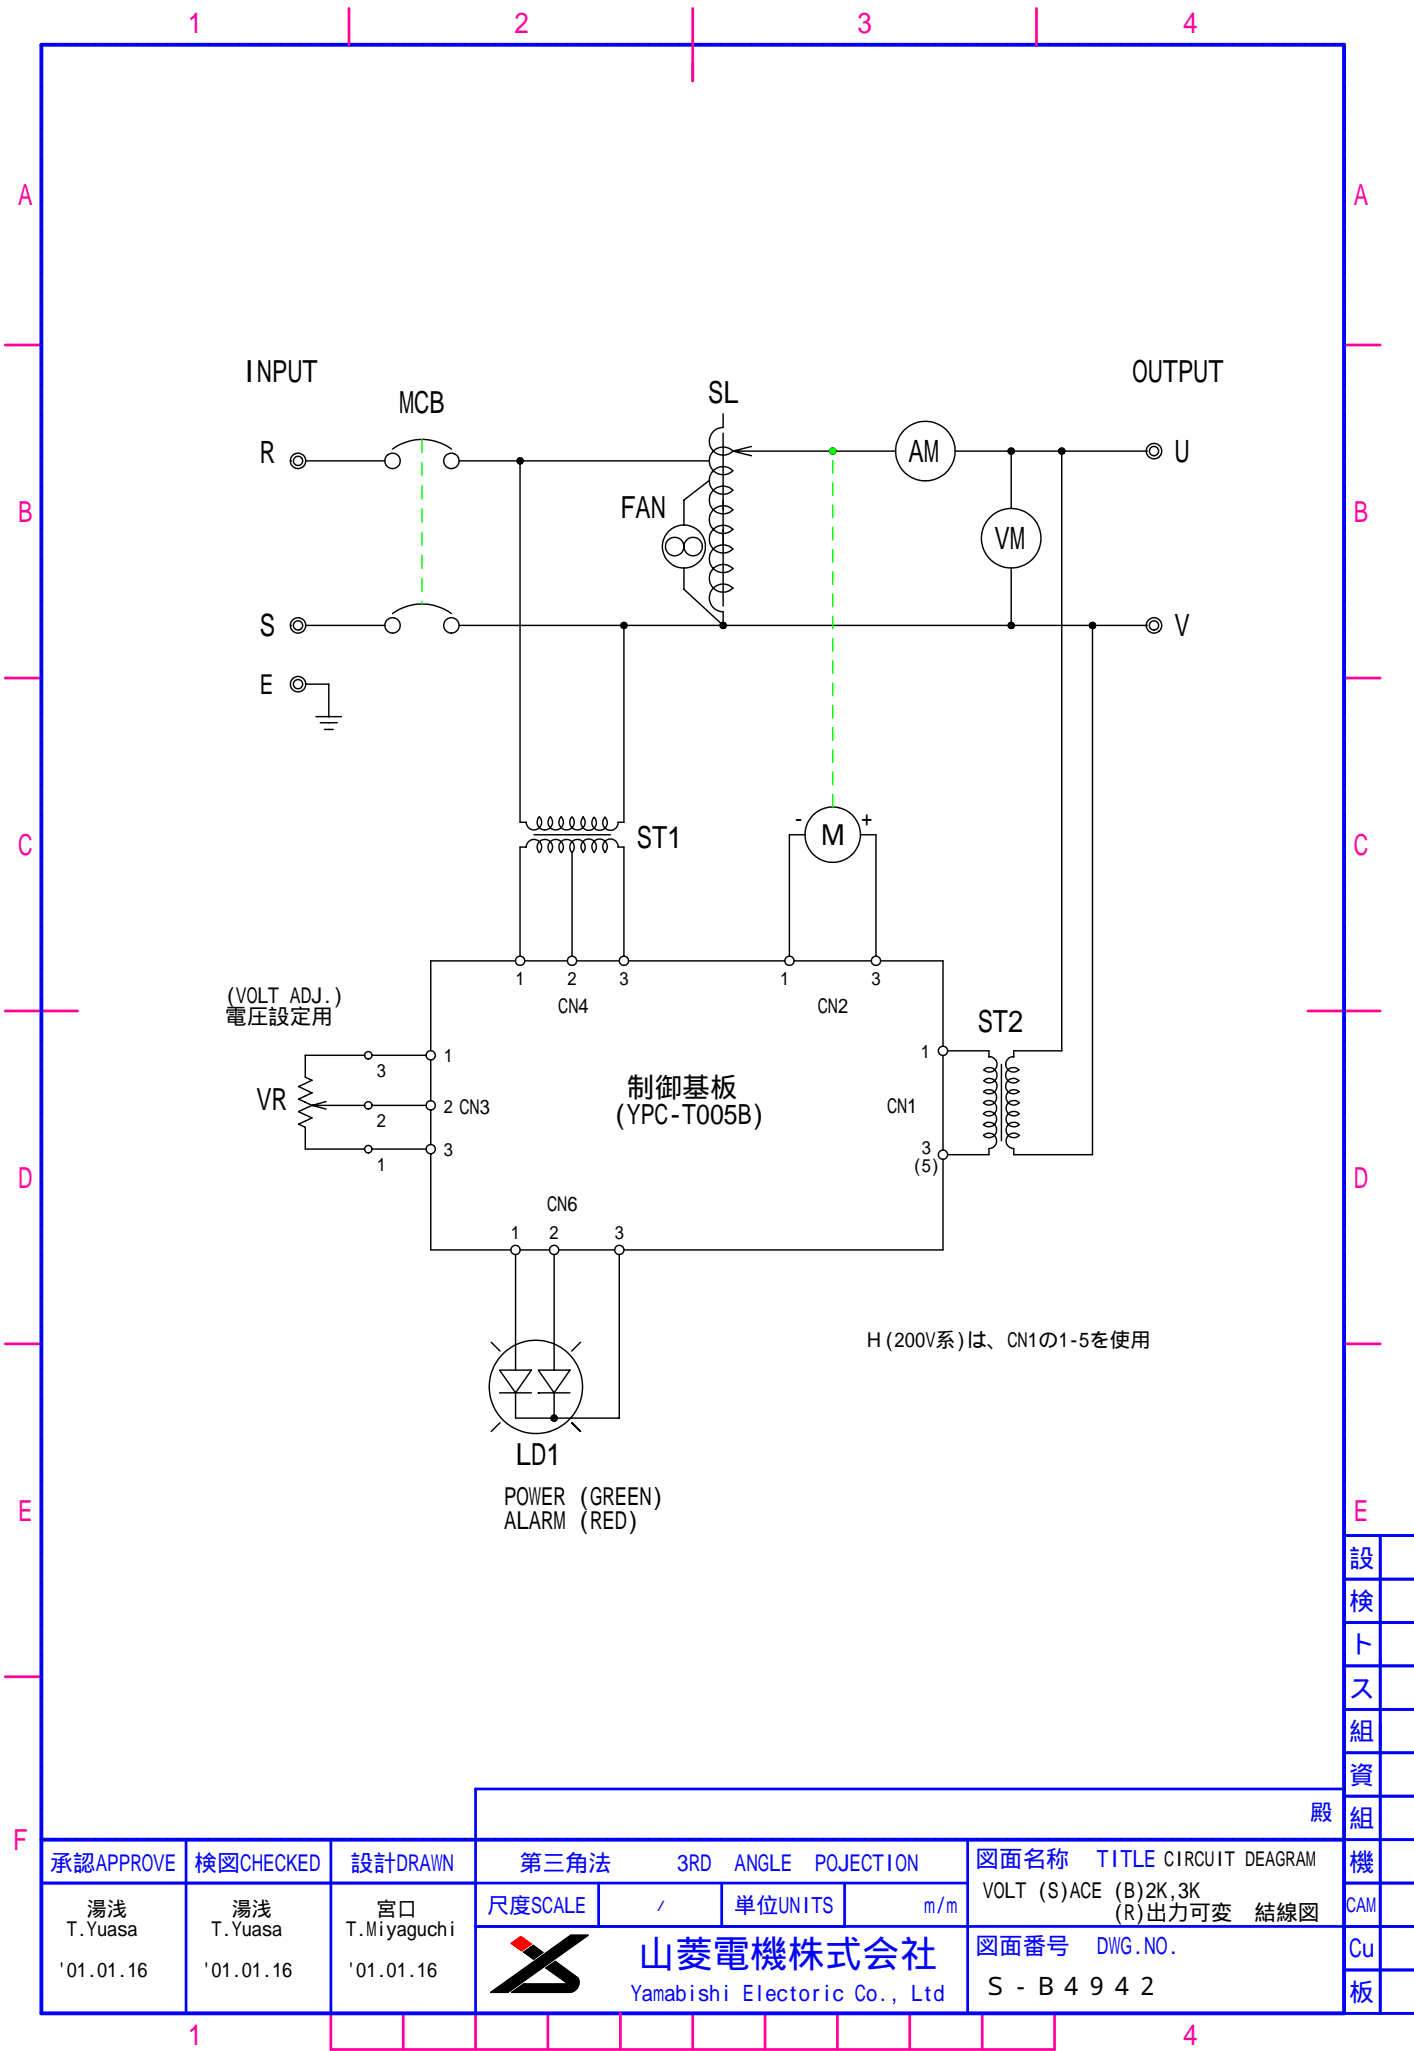 1 2 3 4
A A
INPUT OUTPUT
MCB SL
R AM U
FAN
B B
VM
S V
E
C ST1 - M + C
1 2 3 1 3
CN4 CN2
(VOLT ADJ.)
電圧設定用
ST2
3 1 1
VR 2 2 CN3
制御基板
(YPC-T005B)
CN1
1 3 3
(5)
D D
CN6
1 2 3
H(200V系)は、CN1の1-5を使用
LD1
POWER (GREEN)
ALARM (RED)
E E
設
検
ト
ス
組
資
殿
組
F
承認APPROVE 検図CHECKED 設計DRAWN 第三角法 3RD ANGLE POJECTION 図面名称 TITLE CIRCUIT DEAGRAM
機
湯浅
T.Yuasa
'01.01.16
湯浅
T.Yuasa
'01.01.16
宮口
T.Miyaguchi
'01.01.16
尺度SCALE / 単位UNITS m/m
VOLT (S)ACE (B)2K,3K
(R)出力可変 結線図
CAM
山菱電機株式会社
Yamabishi Electoric Co., Ltd
図面番号 DWG.NO.
S-B4942
Cu
板
1 4